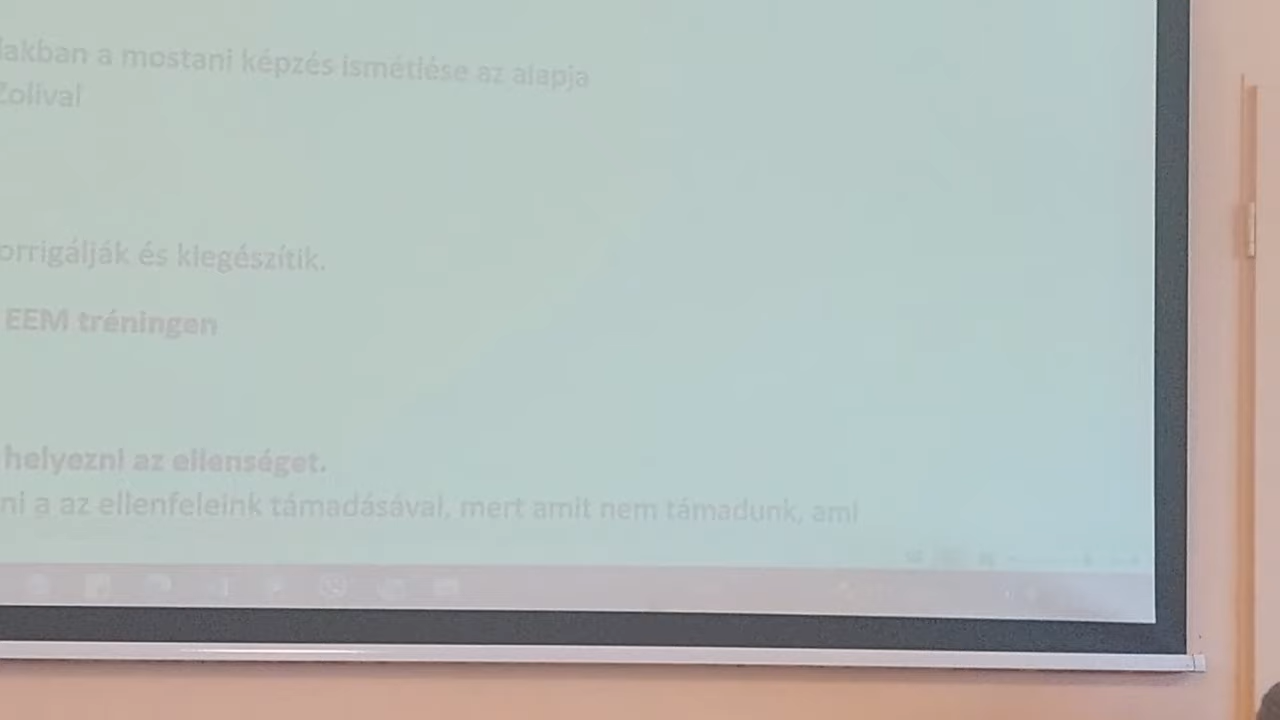 lakban a mostani képzés ismétlése az alapja
Zolival
orrigálják és kiegészítik.
EEM tréningen
helyezni az ellenséget.
ni a az ellenfeleink támadásával, mert amit nem támadunk, ami